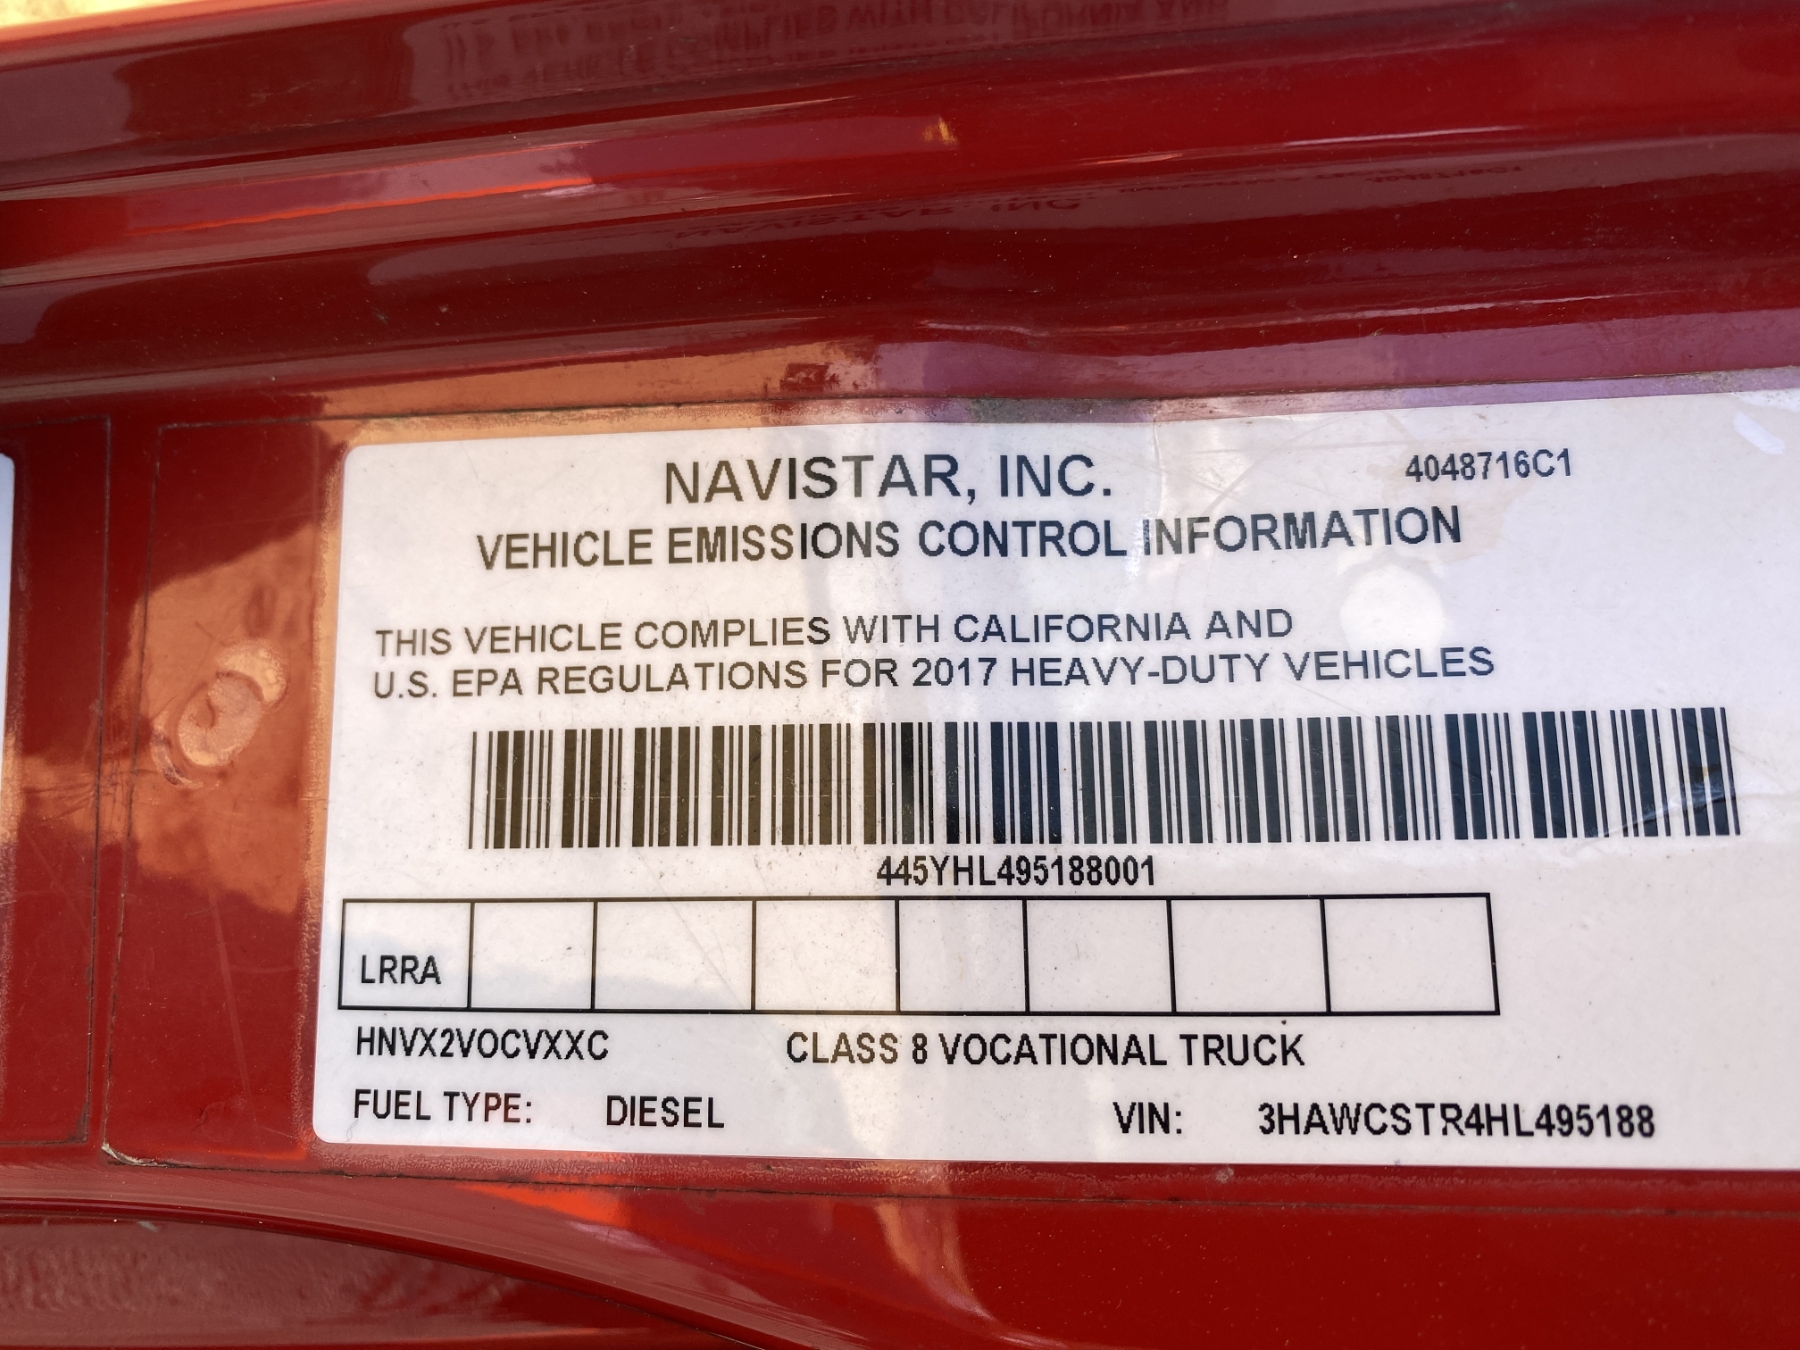 NAVISTAR, INC.
4048716C1
VEHICLE EMISSIONS CONTROL INFORMATION
THIS VEHICLE COMPLIES WITH CALIFORNIA AND
U.S. EPA REGULATIONS FOR 2017 HEAVY-DUTY VEHICLES
445YHL495188001
LRRA
HNVX2VOCVXXC
CLASS 8 VOCATIONAL TRUCK
FUEL TYPE: DIESEL
VIN: 3HAWCSTR4HL495188